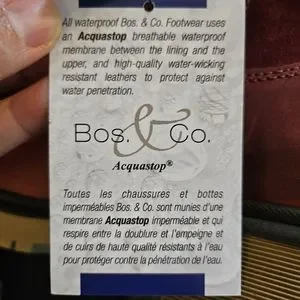 All waterproof Bos. & Co. Footwear uses
an Acquastop breathable waterproof
membrane between the lining and the
upper, and high-quality water-wicking
resistant leathers to protect against
water penetration.
Bos. & Co.
Acquastop®
Toutes les chaussures et bottes
imperméables Bos. & Co. sont munies d'une
membrane Acquastop imperméable et qui
respire entre la doublure et l'empeigne et
de cuirs de haute qualité résistants à l'eau
pour protéger contre la pénétration de l'eau.